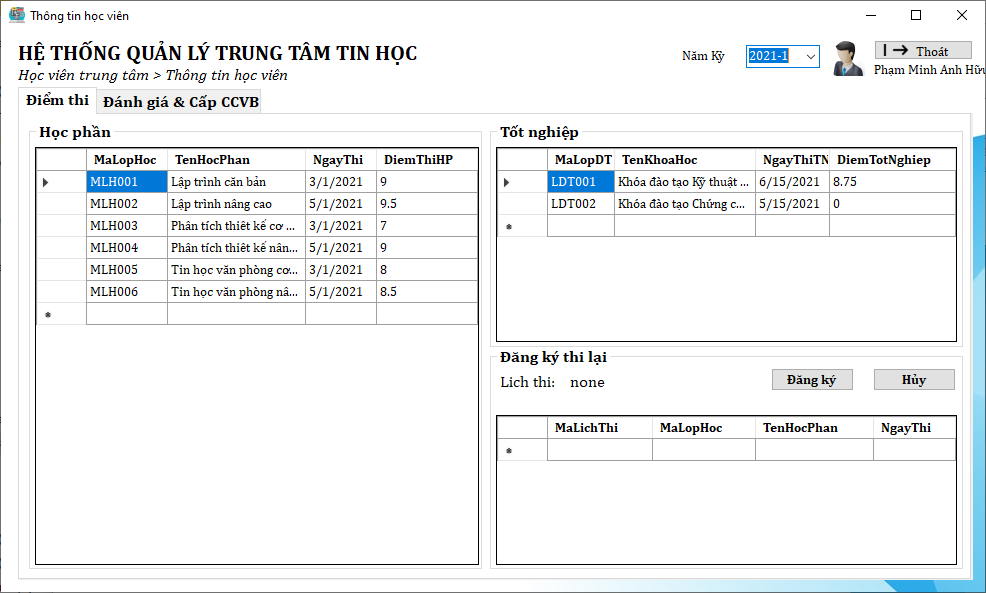 Thông tin học viên
HỆ THỐNG QUẢN LÝ TRUNG TÂM TIN HỌC
Học viên trung tâm > Thông tin học viên
Năm Kỳ 2021-1
Thoát
Phạm Minh Anh Hữu
Điểm thi Đánh giá & Cấp CCVB
Học phần
MaLopHoc TenHocPhan NgayThi DiemThiHP
MLH001 Lập trình căn bản 3/1/2021 9
MLH002 Lập trình nâng cao 5/1/2021 9.5
MLH003 Phân tích thiết kế cơ ... 3/1/2021 7
MLH004 Phân tích thiết kế nân... 5/1/2021 9
MLH005 Tin học văn phòng cơ... 3/1/2021 8
MLH006 Tin học văn phòng nâ... 5/1/2021 8.5
Tốt nghiệp
MaLopDT TenKhoaHoc NgayThiTN DiemTotNghiep
LDT001 Khóa đào tạo Kỹ thuật ... 6/15/2021 8.75
LDT002 Khóa đào tạo Chứng c... 5/15/2021 0
Đăng ký thi lại
Lich thi: none Đăng ký Hủy
MaLichThi MaLopHoc TenHocPhan NgayThi